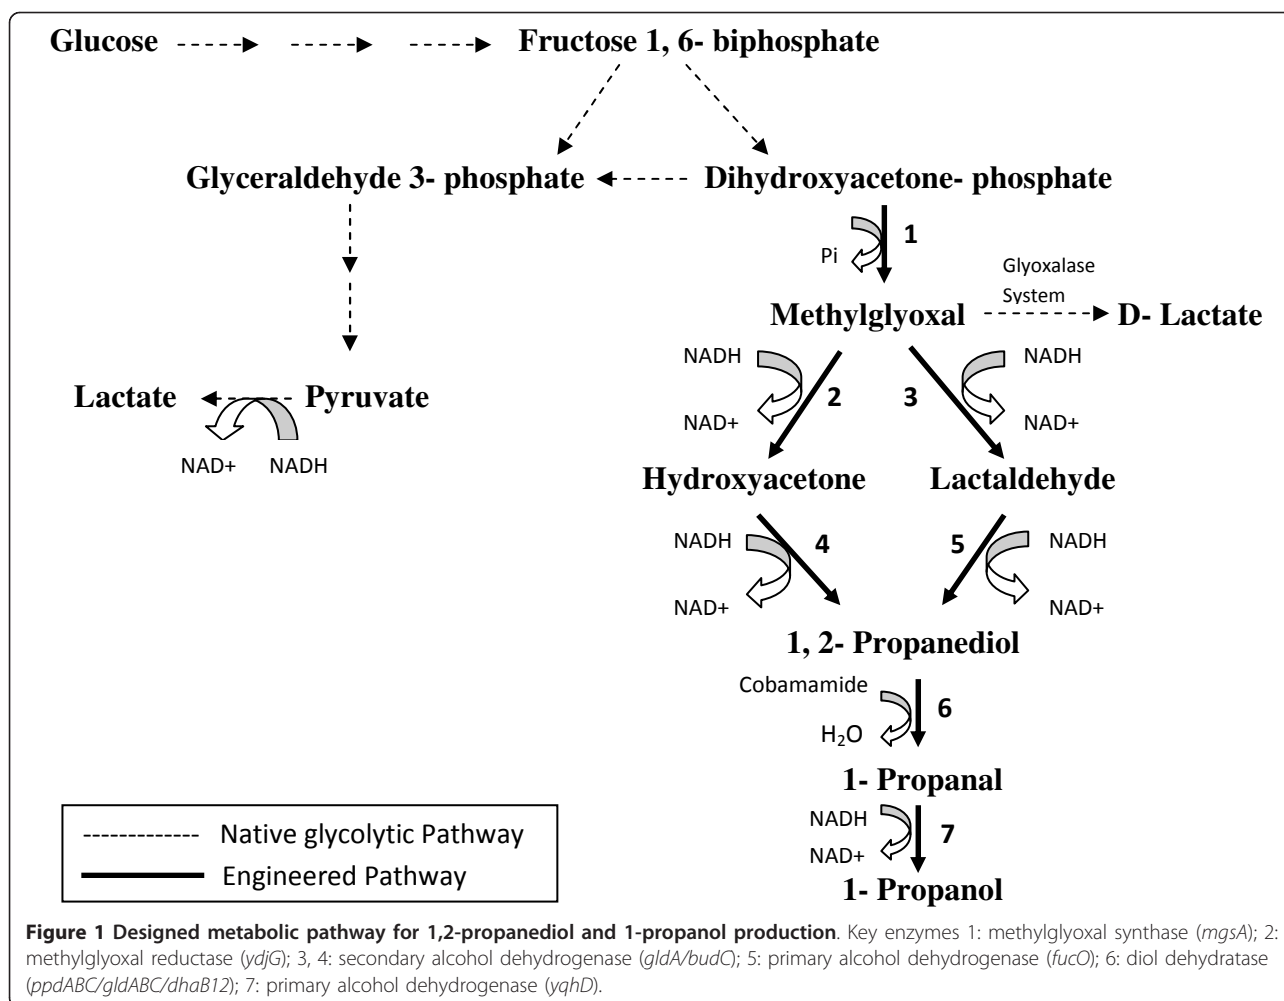 Glucose
Fructose 1, 6- biphosphate
Glyceraldehyde 3- phosphate
Dihydroxyacetone- phosphate
1
Pi
Glyoxalase
System
Methylglyoxal
D- Lactate
NADH
NADH
2
3
NAD+
NAD+
Lactate
Pyruvate
NAD+
NADH
Hydroxyacetone
Lactaldehyde
NADH
4
5
NADH
NAD+
NAD+
1, 2- Propanediol
Cobamamide
6
H2O
1- Propanal
NADH
7
NAD+
1- Propanol
Native glycolytic Pathway
Engineered Pathway
Figure 1 Designed metabolic pathway for 1,2-propanediol and 1-propanol production. Key enzymes 1: methylglyoxal synthase (mgsA); 2:
methylglyoxal reductase (ydjG); 3, 4: secondary alcohol dehydrogenase (gldA/budC); 5: primary alcohol dehydrogenase (fucO); 6: diol dehydratase
(ppdABC/gldABC/dhaB12); 7: primary alcohol dehydrogenase (yqhD).